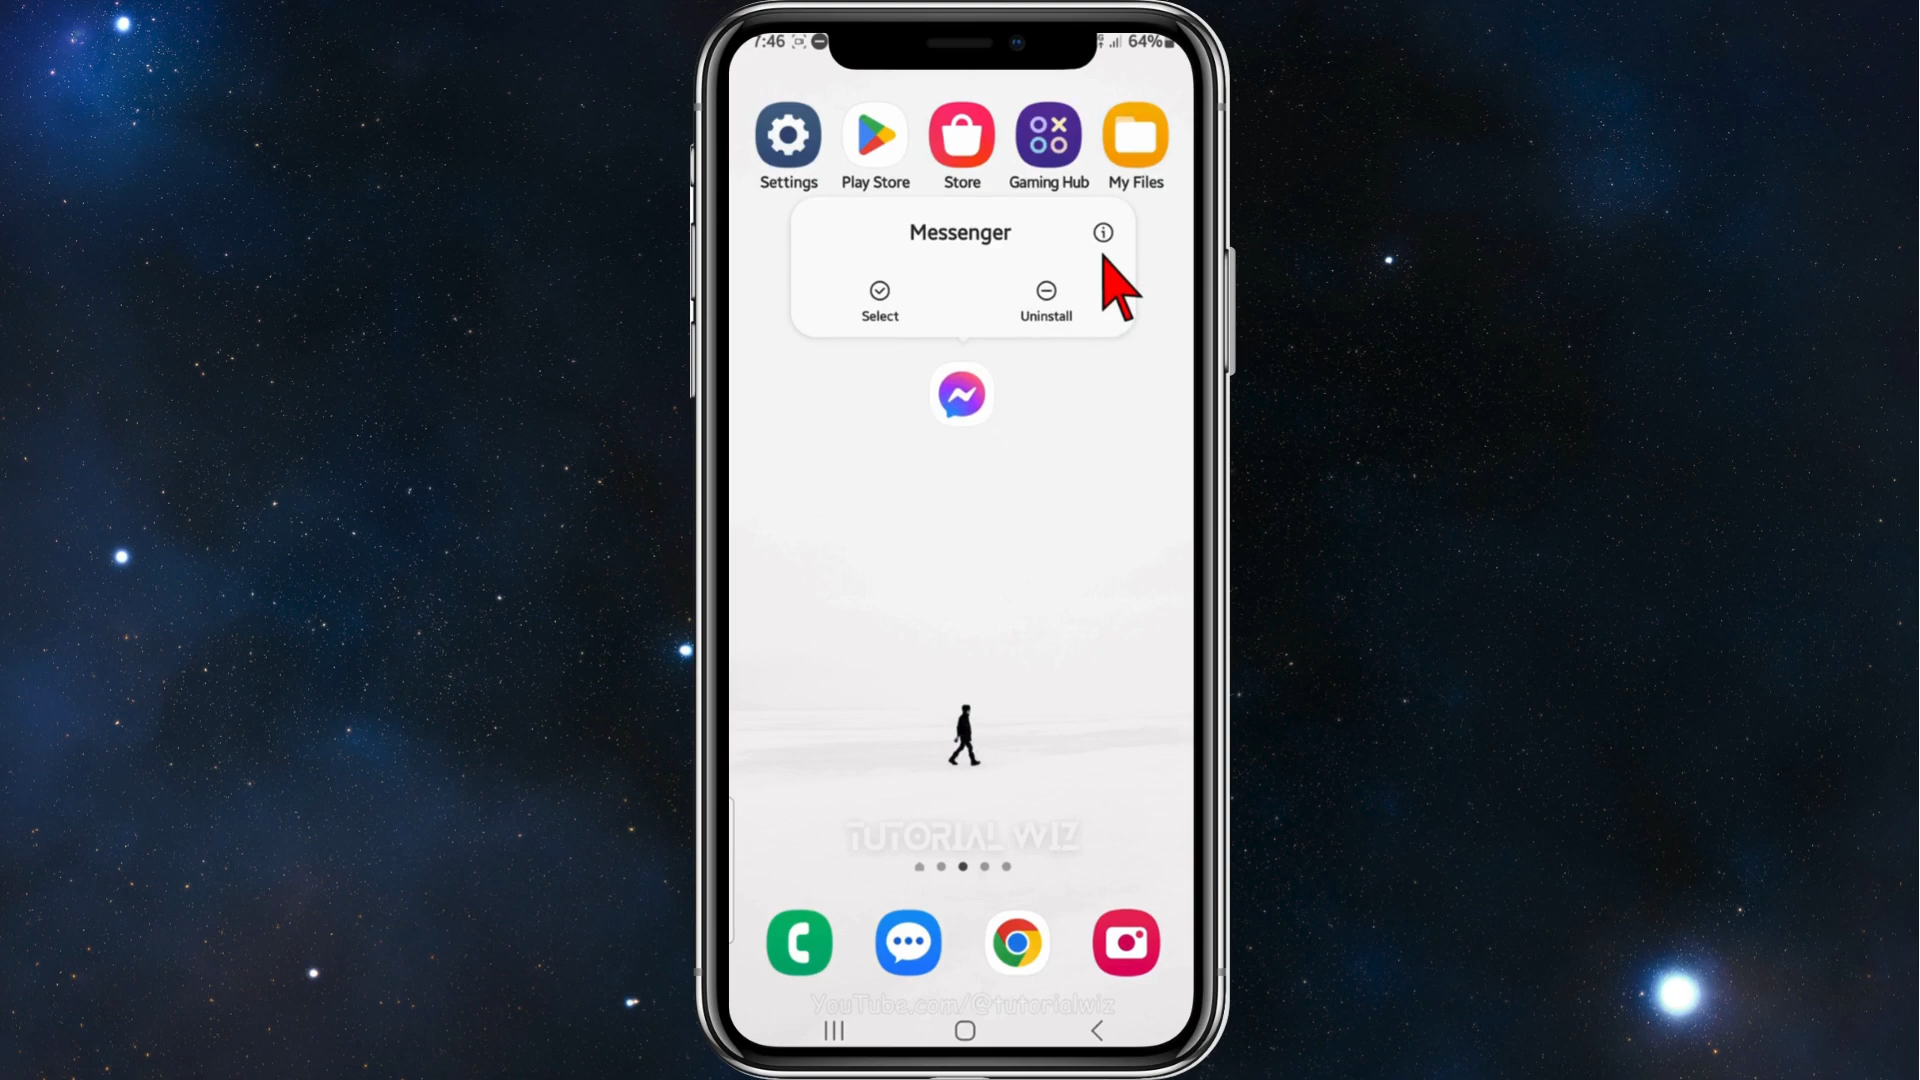 7:46 64%
Settings Play Store Store Gaming Hub My Files
Messenger
Select Uninstall
TUTORIAL WIZ
YouTube.com/@tutorialwiz